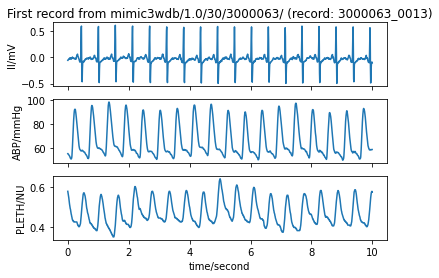 First record from mimic3wdb/1.0/30/3000063/ (record: 3000063_0013)
II/mV
0.5
0.0
−0.5
ABP/mmHg
100
80
60
PLETH/NU
0.6
0.4
0 2 4 6 8 10
time/second